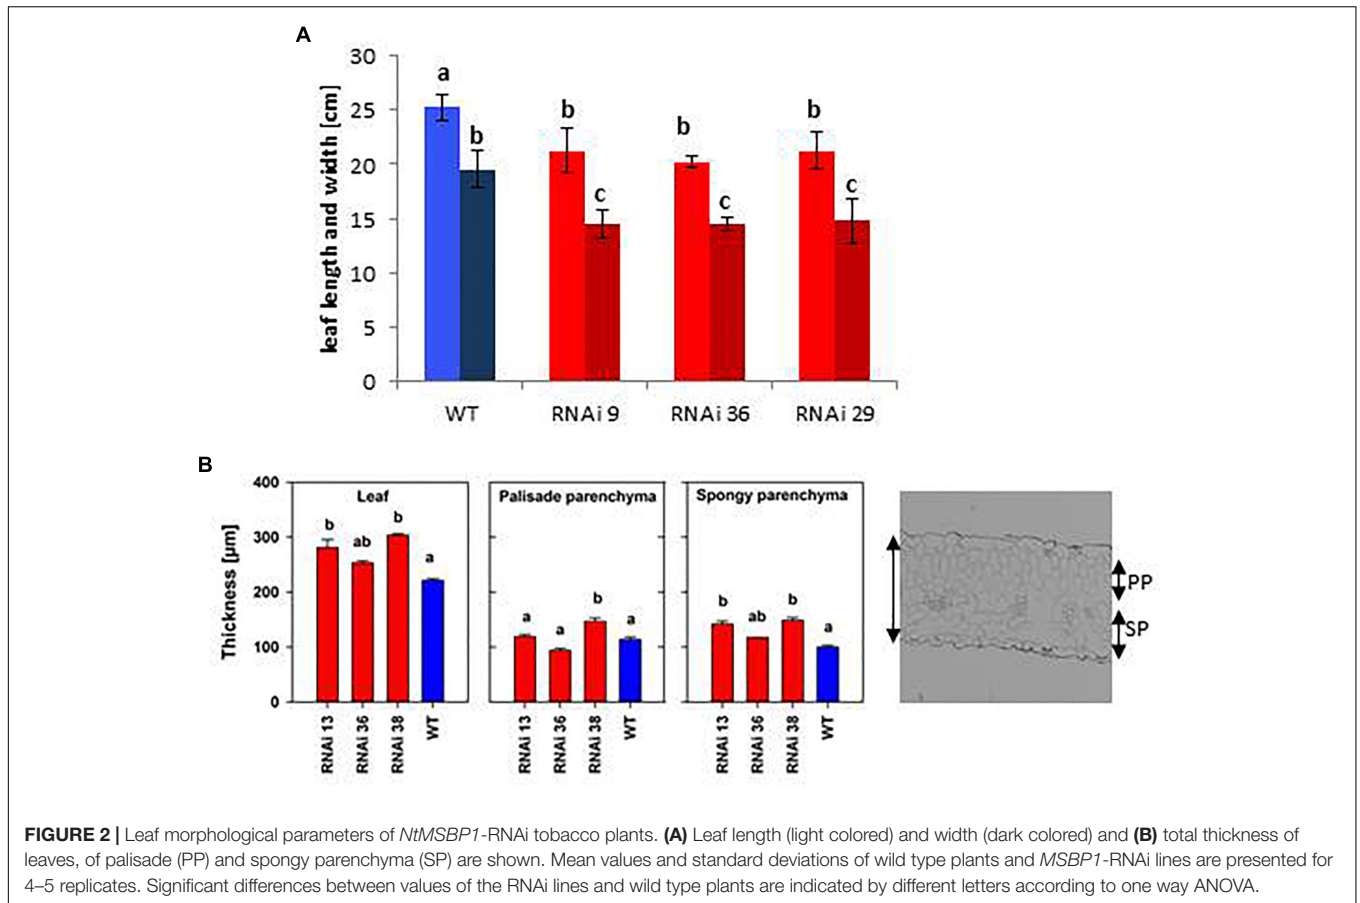 A
leaf length and width [cm]
30
25
20
15
10
5
0
a
b
b
c
b
c
b
c
WT
RNAi 9
RNAi 36
RNAi 29
B
Thickness [µm]
400
300
200
100
0
Leaf
b
ab
b
a
RNAi 13
RNAi 36
RNAi 38
WT
Palisade parenchyma
a
a
b
a
RNAi 13
RNAi 36
RNAi 38
WT
Spongy parenchyma
b
ab
b
a
RNAi 13
RNAi 36
RNAi 38
WT
PP
SP
FIGURE 2 | Leaf morphological parameters of NtMSBP1-RNAi tobacco plants. (A) Leaf length (light colored) and width (dark colored) and (B) total thickness of
leaves, of palisade (PP) and spongy parenchyma (SP) are shown. Mean values and standard deviations of wild type plants and MSBP1-RNAi lines are presented for
4–5 replicates. Significant differences between values of the RNAi lines and wild type plants are indicated by different letters according to one way ANOVA.